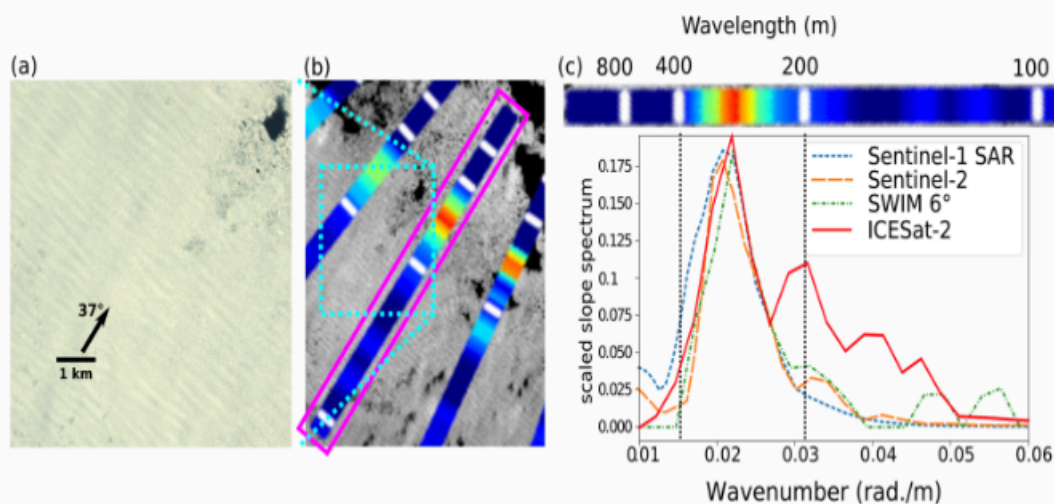 Wavelength (m)
(a)
(b)
(c) 800 400 200 100
37°
1 km
scaled slope spectrum
0.175
0.150
0.125
0.1
0.075
0.050
0.025
0.000
Sentinel-1 SAR
Sentinel-2
SWIM 6°
ICESat-2
0.01 0.02 0.03 0.04 0.05 0.06
Wavenumber (rad./m)